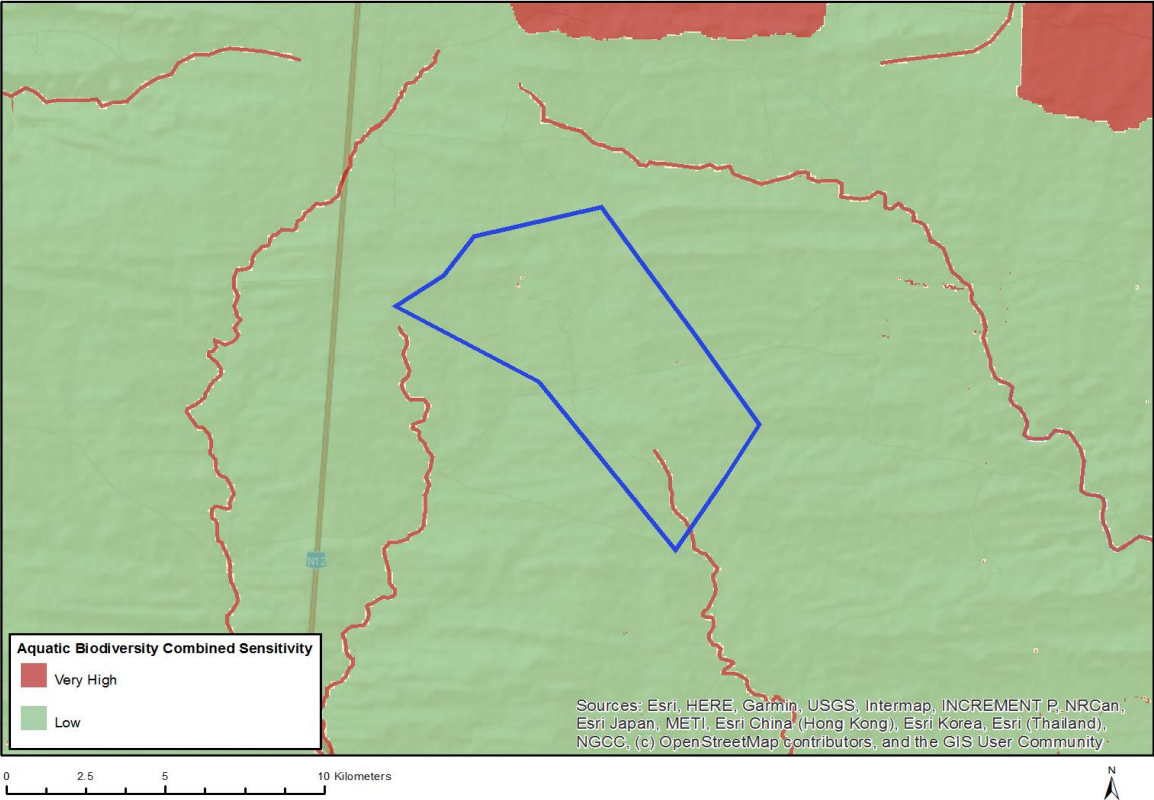 N12
Aquatic Biodiversity Combined Sensitivity
Very High
Low
Sources: Esri, HERE, Garmin, USGS, Intermap, INCREMENT P, NRCan,
Esri Japan, METI, Esri China (Hong Kong), Esri Korea, Esri (Thailand),
NGCC, (c) OpenStreetMap contributors, and the GIS User Community
0 2.5 5 10 Kilometers
N